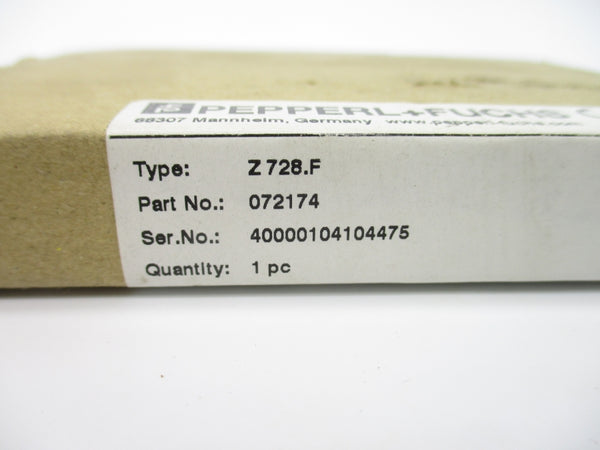 PEPPERL+FUCHS
68307 Mannheim, Germany
Type: Z 728.F
Part No.: 072174
Ser.No.: 40000104104475
Quantity: 1 pc